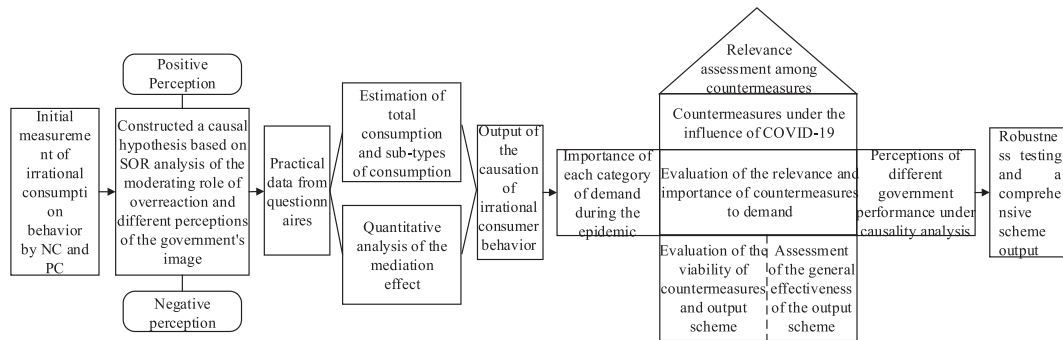 Initial
measureme
nt of
irrational
consumpti
on
behavior
by NC and
PC
Positive
Perception
Constructed a causal
hypothesis based on
SOR analysis of the
moderating role of
overreaction and
different perceptions
of the government's
image
Negative
perception
Practical
data from
questionn
aires
Estimation of
total
consumption
and sub-types
of consumption
Quantitative
analysis of the
mediation
effect
Output of
the
causation
of
irrational
consumer
behavior
Importance of
each category
of demand
during the
epidemic
Relevance
assessment among
countermeasures
Countermeasures under the
influence of COVID-19
Evaluation of the relevance and
importance of countermeasures
to demand
Evaluation of the
viability of
countermeasures
and output
scheme
Assessment
of the general
effectiveness
of the output
scheme
Perceptions of
different
government
performance under
causality analysis
Robustne
ss testing
and a
comprehe
nsive
scheme
output